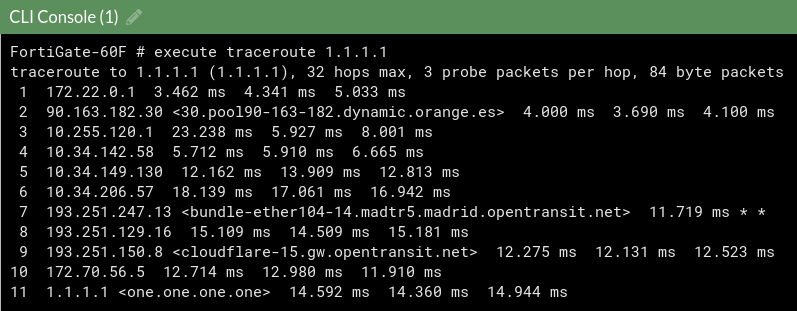 CLI Console (1)
FortiGate-60F # execute traceroute 1.1.1.1
traceroute to 1.1.1.1 (1.1.1.1), 32 hops max, 3 probe packets per hop, 84 byte packets
1 172.22.0.1 3.462 ms 4.341 ms 5.033 ms
2 90.163.182.30 <30.pool90-163-182.dynamic.orange.es> 4.000 ms 3.690 ms 4.100 ms
3 10.255.120.1 23.238 ms 5.927 ms 8.001 ms
4 10.34.142.58 5.712 ms 5.910 ms 6.665 ms
5 10.34.149.130 12.162 ms 13.909 ms 12.813 ms
6 10.34.206.57 18.139 ms 17.061 ms 16.942 ms
7 193.251.247.13 <bundle-ether104-14.madtr5.madrid.opentransit.net> 11.719 ms * *
8 193.251.129.16 15.109 ms 14.509 ms 15.181 ms
9 193.251.150.8 <cloudflare-15.gw.opentransit.net> 12.275 ms 12.131 ms 12.523 ms
10 172.70.56.5 12.714 ms 12.980 ms 11.910 ms
11 1.1.1.1 <one.one.one.one> 14.592 ms 14.360 ms 14.944 ms